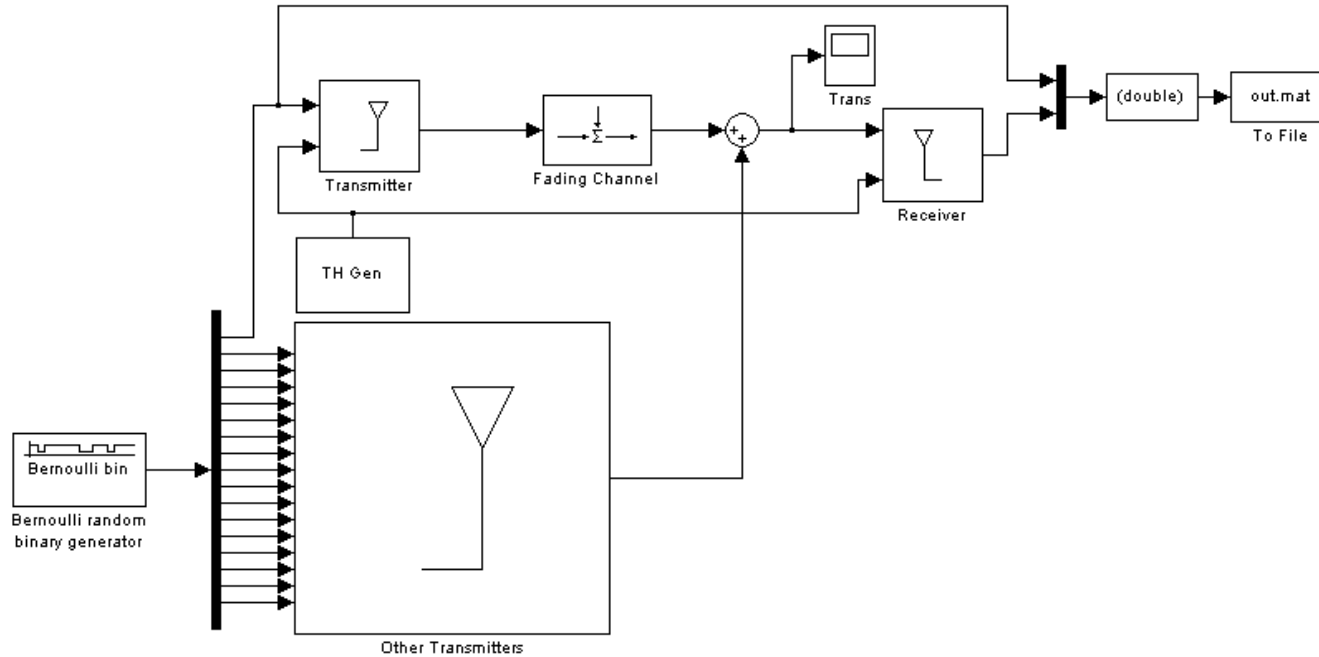 Trans
(double)
out.mat
To File
Transmitter
Fading Channel
Receiver
TH Gen
Bernoulli bin
Bernoulli random
binary generator
Other Transmitters